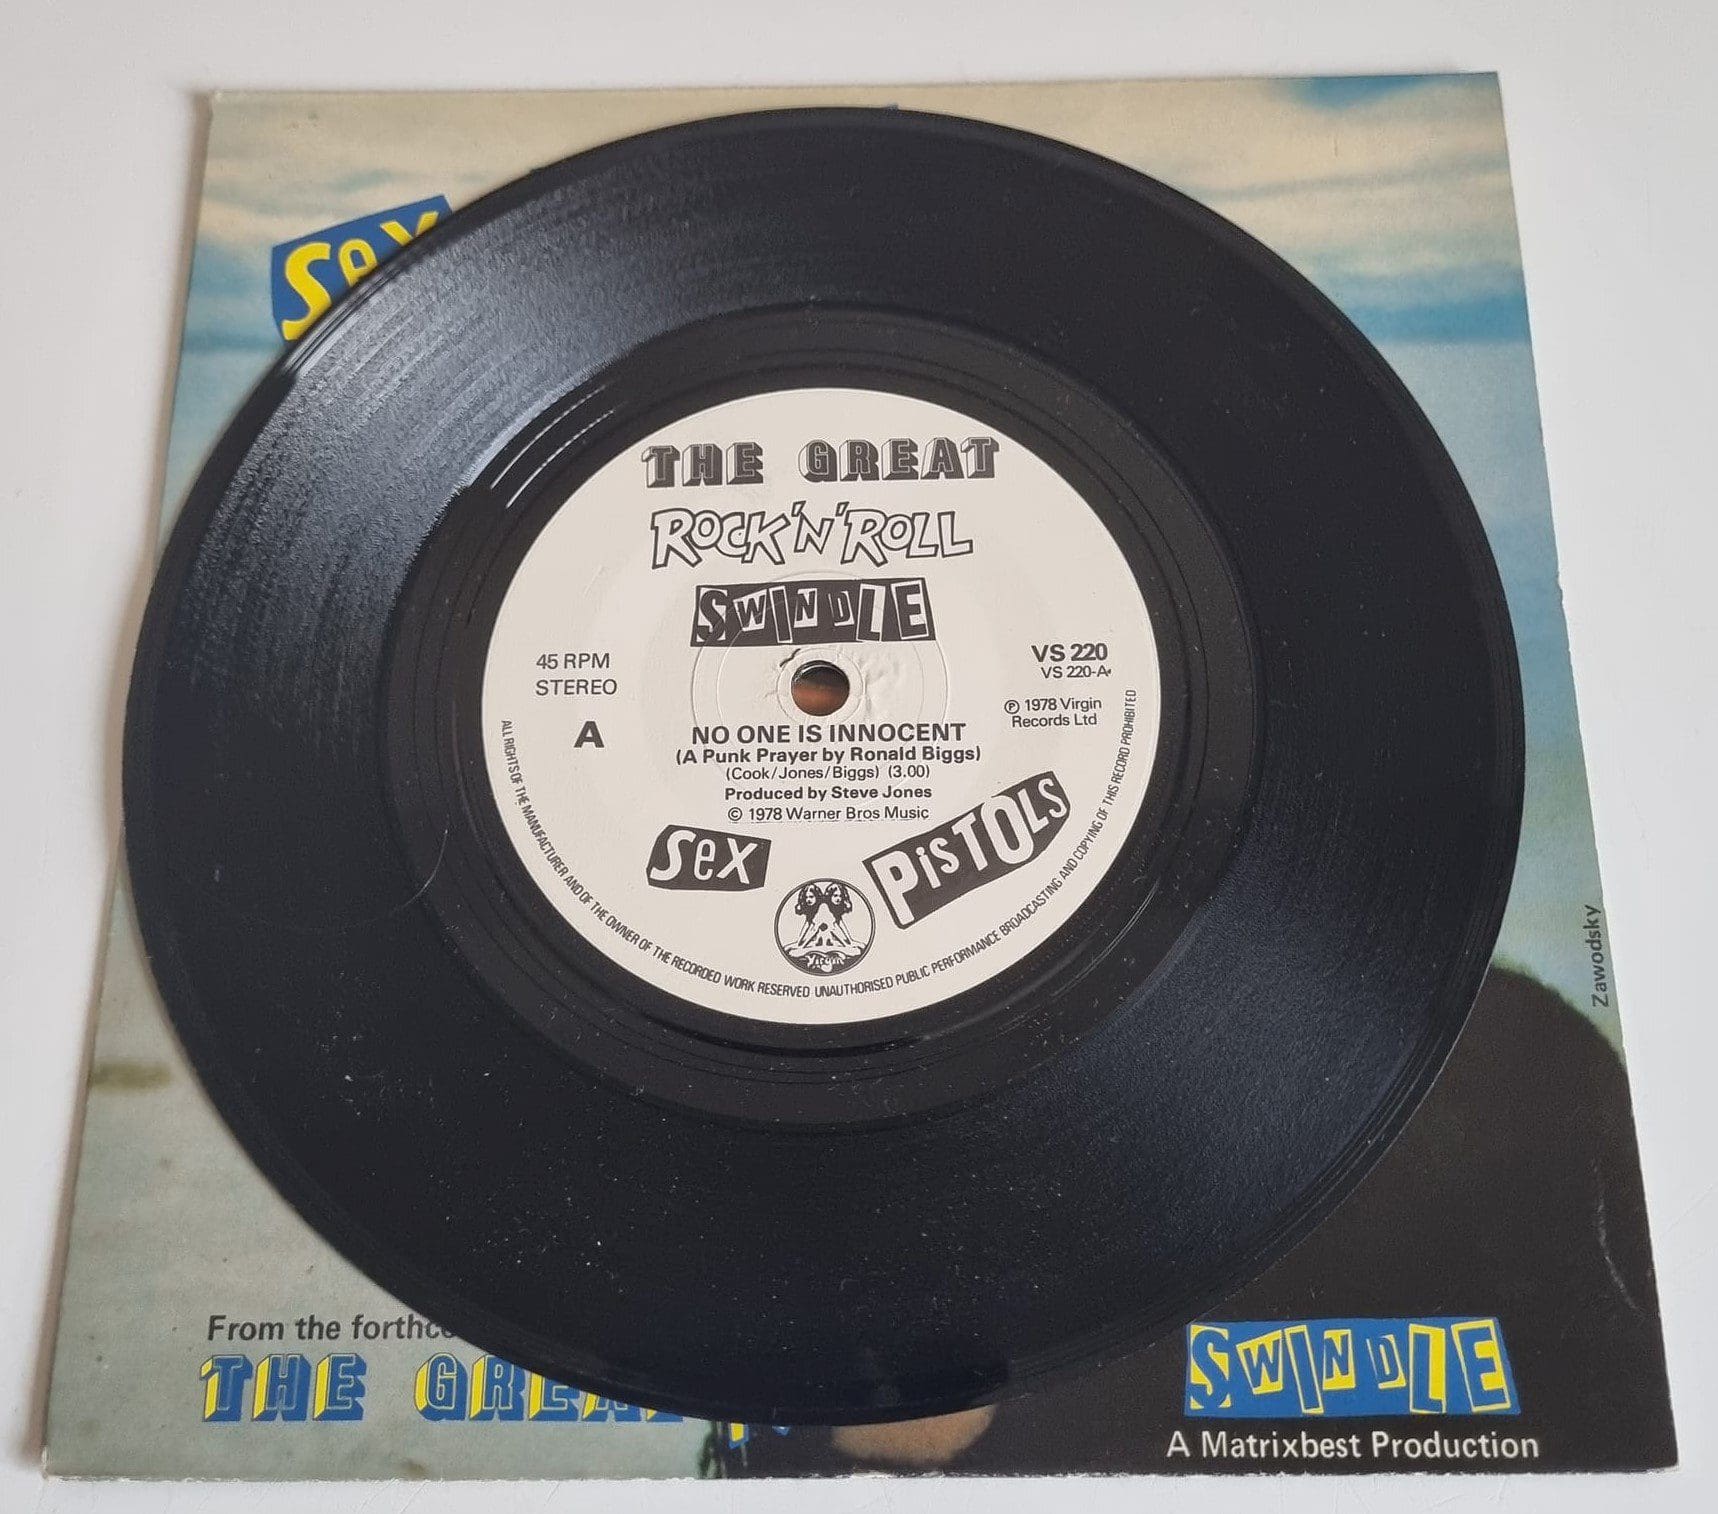 Sex
THE GREAT
ROCK 'N' ROLL
SWINDLE
45 RPM
STEREO
A
VS 220
VS 220-A
℗ 1978 Virgin
Records Ltd
NO ONE IS INNOCENT
(A Punk Prayer by Ronald Biggs)
(Cook/Jones/Biggs) (3.00)
Produced by Steve Jones
© 1978 Warner Bros Music
Sex
PiSTOLS
Virgin
ALL RIGHTS OF THE MANUFACTURER AND OF THE OWNER OF THE RECORDED WORK RESERVED UNAUTHORISED PUBLIC PERFORMANCE BROADCASTING AND COPYING OF THIS RECORD PROHIBITED
Zawodsky
From the
THE GREAT
SWINDLE
A Matrixbest Production